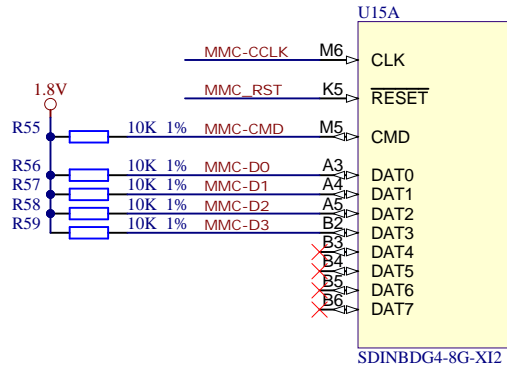 U15A
MMC-CCLK M6 CLK
MMC_RST K5 RESET
1.8V
R55 10K 1% MMC-CMD M5 CMD
R56 10K 1% MMC-D0 A3 DAT0
R57 10K 1% MMC-D1 A4 DAT1
R58 10K 1% MMC-D2 A5 DAT2
R59 10K 1% MMC-D3 B2 DAT3
B3 DAT4
B4 DAT5
B5 DAT6
B6 DAT7
SDINBDG4-8G-XI2